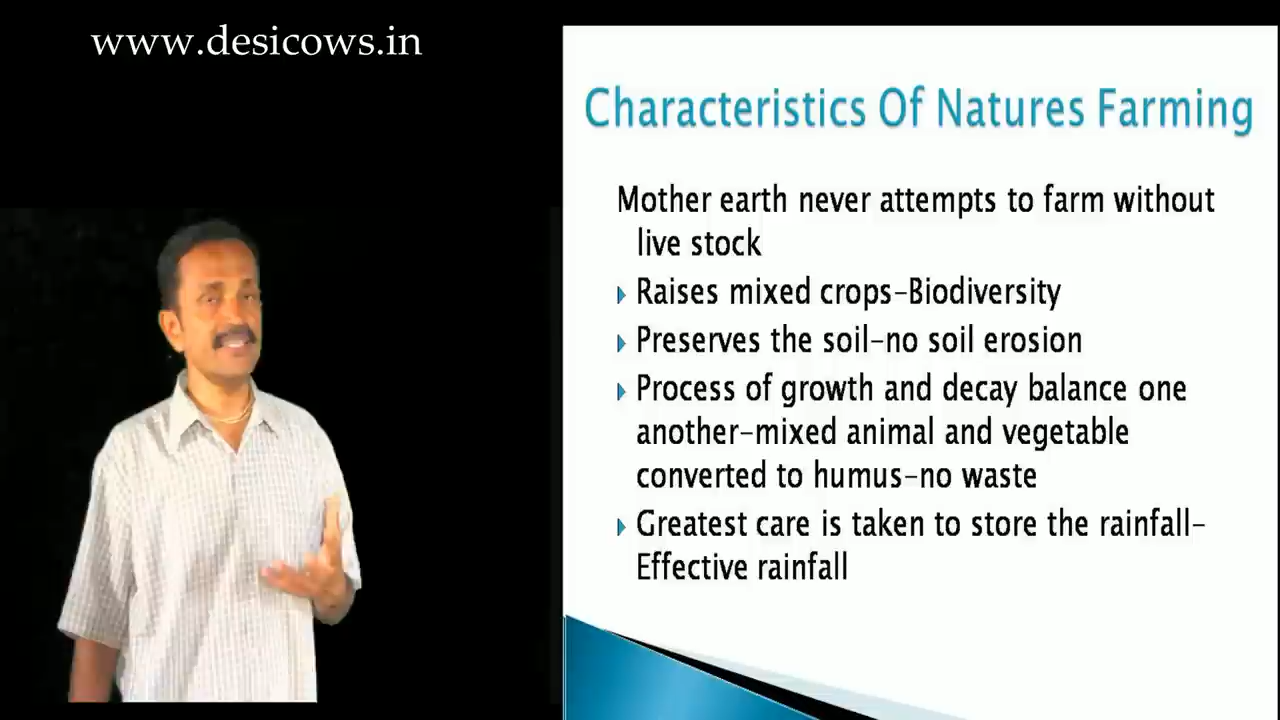 www.desicows.in
Characteristics Of Natures Farming
Mother earth never attempts to farm without
live stock
Raises mixed crops-Biodiversity
Preserves the soil-no soil erosion
Process of growth and decay balance one
another-mixed animal and vegetable
converted to humus-no waste
Greatest care is taken to store the rainfall-
Effective rainfall